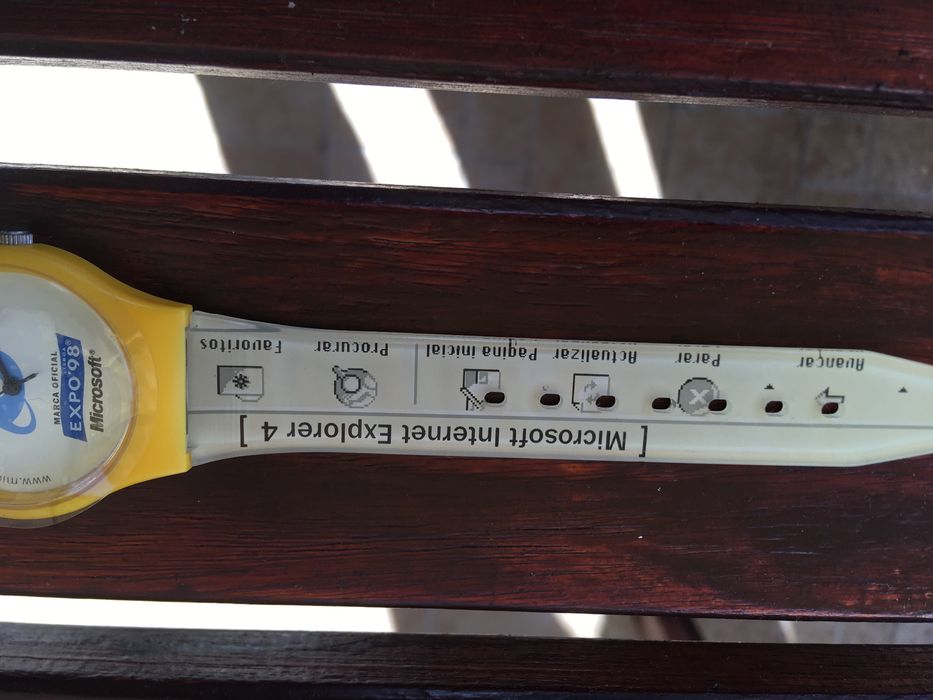 [ Microsoft Internet Explorer 4 ]
Avançar Parar Actualizar Página inicial Procurar Favoritos
MARCA OFICIAL
EXPO'98
Microsoft®